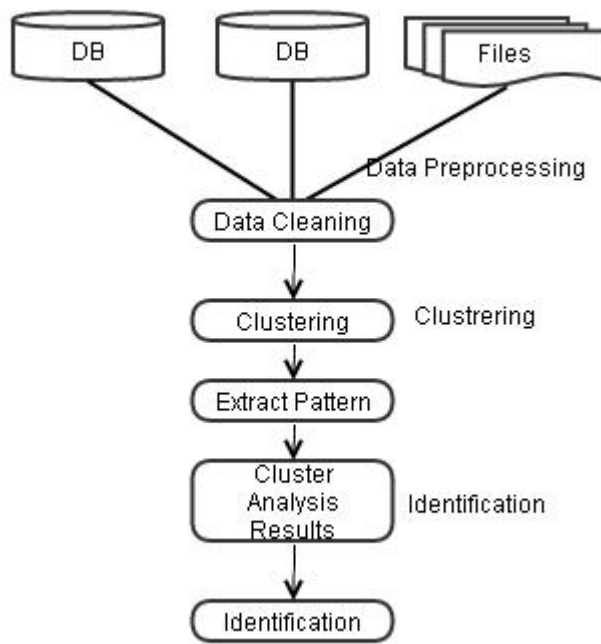 DB
DB
Files
Data Preprocessing
Data Cleaning
Clustering
Clustrering
Extract Pattern
Cluster
Analysis
Results
Identification
Identification